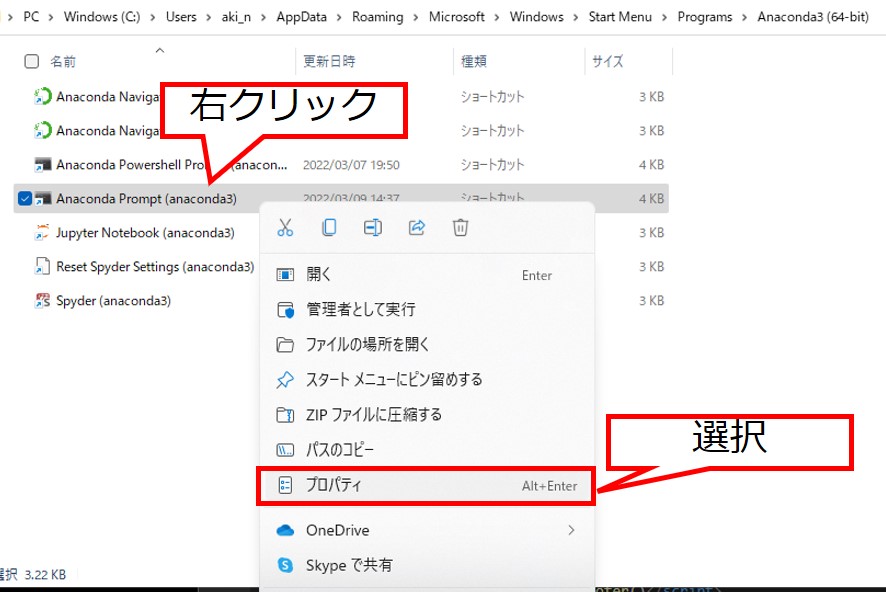 PC > Windows (C:) > Users > aki_n > AppData > Roaming > Microsoft > Windows > Start Menu > Programs > Anaconda3 (64-bit)
名前 更新日時 種類 サイズ
Anaconda Naviga ショートカット 3 KB
右クリック
Anaconda Naviga ショートカット 3 KB
Anaconda Powershell Pro (anacon... 2022/03/07 19:50 ショートカット 4 KB
Anaconda Prompt (anaconda3) 2022/03/09 14:37 ショートカット 4 KB
Jupyter Notebook (anaconda3) 3 KB
Reset Spyder Settings (anaconda3) 3 KB
Spyder (anaconda3) 3 KB
開く Enter
管理者として実行
ファイルの場所を開く
スタート メニューにピン留めする
ZIP ファイルに圧縮する
パスのコピー
選択
プロパティ Alt+Enter
OneDrive
Skype で共有
選択 3.22 KB